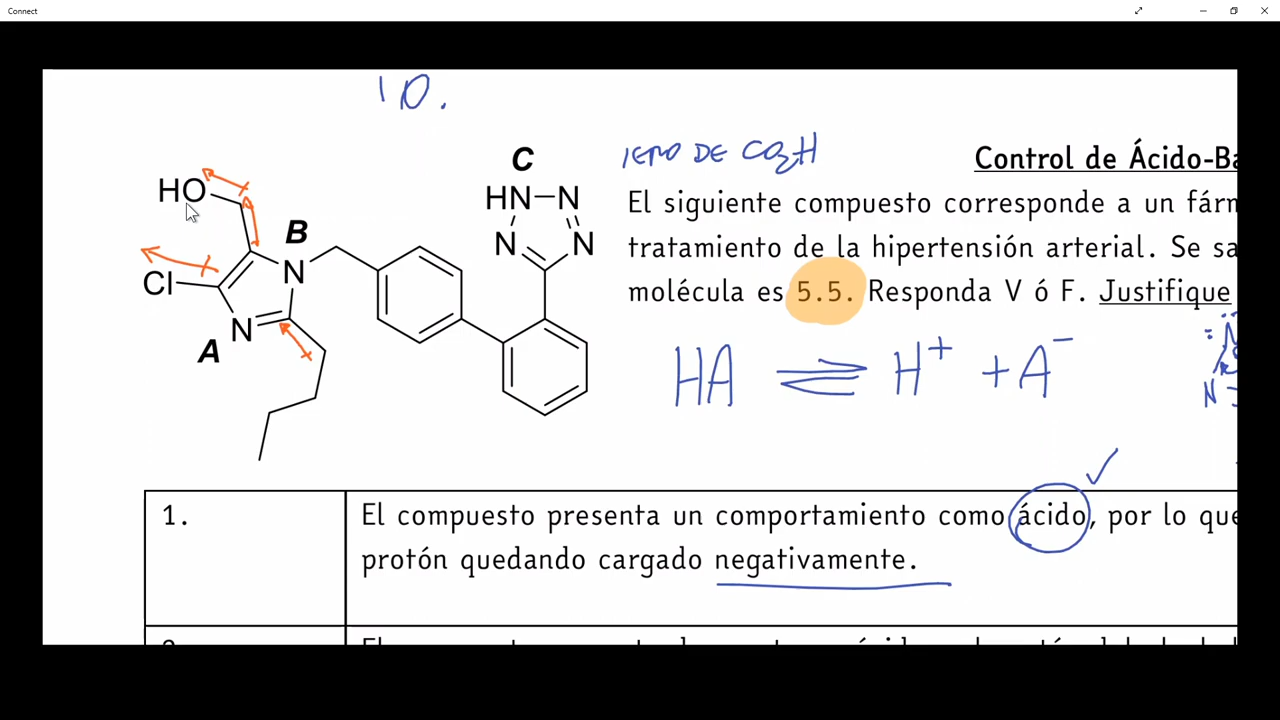 Connect
10.
C
IERO DE CO2H
Control de Ácido-Ba
HO
HN
N
El siguiente compuesto corresponde a un fárm
B
N
N
tratamiento de la hipertensión arterial. Se sa
N
Cl
molécula es 5.5. Responda V ó F. Justifique
N
A
HA ⇌ H+ + A-
N
N
1.
El compuesto presenta un comportamiento como ácido, por lo que
protón quedando cargado negativamente.